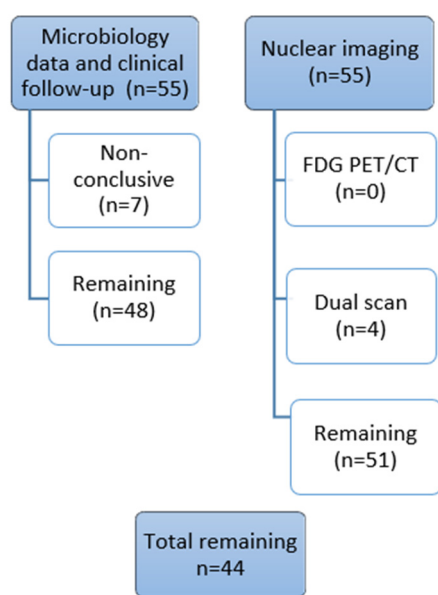 Microbiology
data and clinical
follow-up (n=55)
Non-
conclusive
(n=7)
Remaining
(n=48)
Nuclear imaging
(n=55)
FDG PET/CT
(n=0)
Dual scan
(n=4)
Remaining
(n=51)
Total remaining
n=44